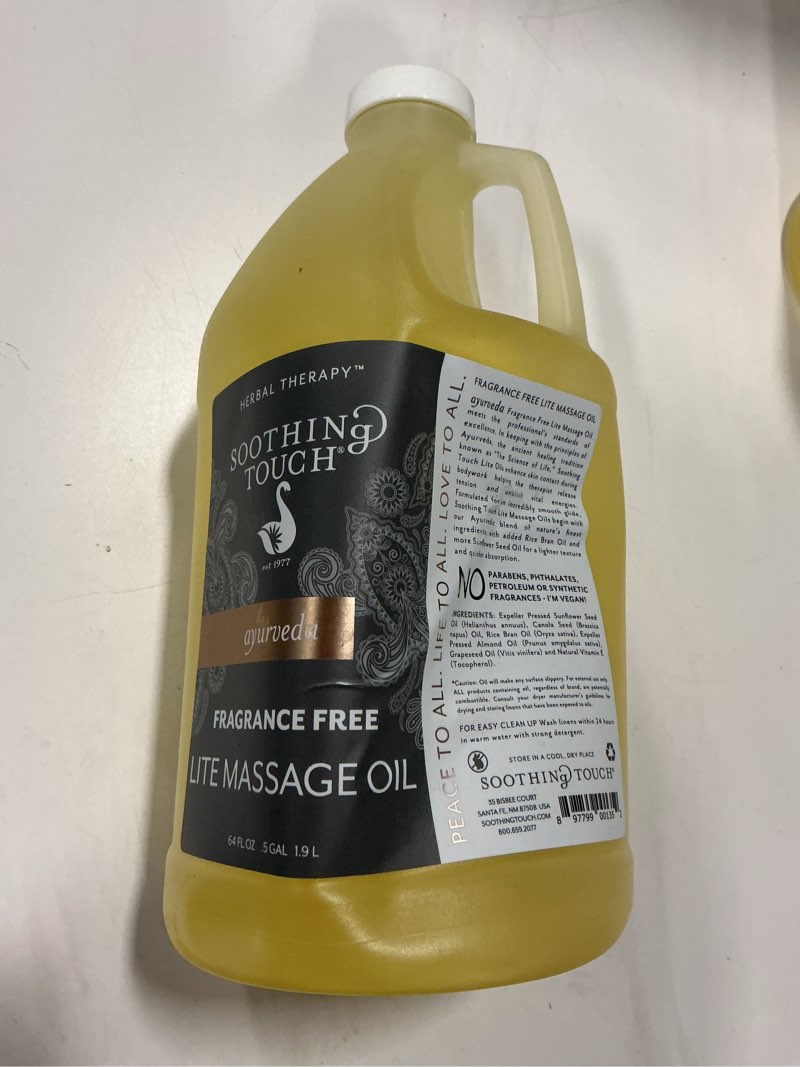 HERBAL THERAPY™
SOOTHING
TOUCH®
est 1977
ayurveda
FRAGRANCE FREE
LITE MASSAGE OIL
64 FL OZ .5 GAL 1.9 L
PEACE TO ALL. LIFE TO ALL. LOVE TO ALL.
FRAGRANCE FREE LITE MASSAGE OIL
ayurveda Fragrance Free Lite Massage Oil
meets the professional's standards of
excellence. In keeping with the principles of
Ayurveda, the ancient healing tradition
known as "The Science of Life," Soothing
Touch Lite Oils enhance skin contact during
bodywork helping the therapist release
tension and unblock vital energies.
Formulated for an incredibly smooth glide,
Soothing Touch Lite Massage Oils begin with
our Ayurvedic blend of nature's finest
ingredients with added Rice Bran Oil and
more Sunflower Seed Oil for a lighter texture
and quick absorption.
NO PARABENS, PHTHALATES,
PETROLEUM OR SYNTHETIC
FRAGRANCES - I'M VEGAN!
INGREDIENTS: Expeller Pressed Sunflower Seed
Oil (Helianthus annuus), Canola Seed (Brassica
napus) Oil, Rice Bran Oil (Oryza sativa), Expeller
Pressed Almond Oil (Prunus amygdalus sativa),
Grapeseed Oil (Vitis vinifera) and Natural Vitamin E
(Tocopherol).
*Caution: Oil will make any surface slippery. For external use only.
ALL products containing oil, regardless of brand, are potentially
combustible. Consult your dryer manufacturer's guidelines for
drying and storing linens that have been exposed to oils.
FOR EASY CLEAN UP Wash linens within 24 hours
in warm water with strong detergent.
STORE IN A COOL, DRY PLACE
SOOTHING TOUCH®
55 BISBEE COURT
SANTA FE, NM 87508 USA
SOOTHINGTOUCH.COM
800.659.2077
8 97799 00135